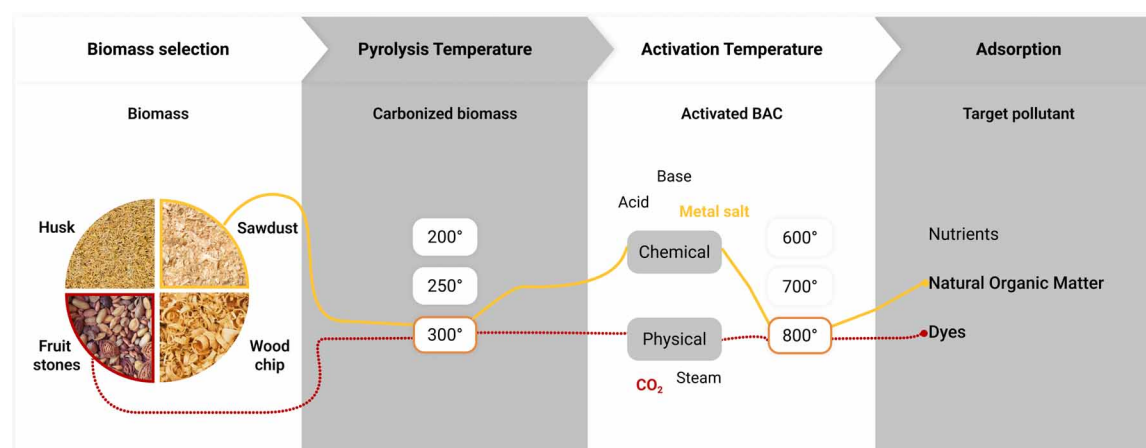 Biomass selection
Pyrolysis Temperature
Activation Temperature
Adsorption
Biomass
Carbonized biomass
Activated BAC
Target pollutant
Husk
Sawdust
Fruit
stones
Wood
chip
200°
250°
300°
Base
Acid
Metal salt
Chemical
Physical
CO₂
Steam
600°
700°
800°
Nutrients
Natural Organic Matter
Dyes